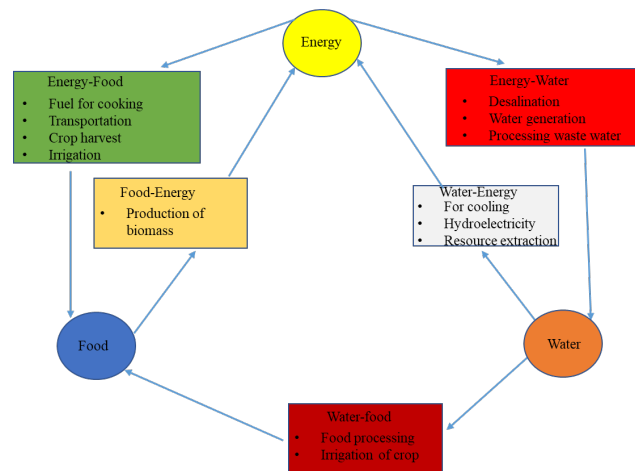 Energy
Energy-Food
• Fuel for cooking
• Transportation
• Crop harvest
• Irrigation
Energy-Water
• Desalination
• Water generation
• Processing waste water
Food-Energy
• Production of
biomass
Water-Energy
• For cooling
• Hydroelectricity
• Resource extraction
Food
Water
Water-food
• Food processing
• Irrigation of crop